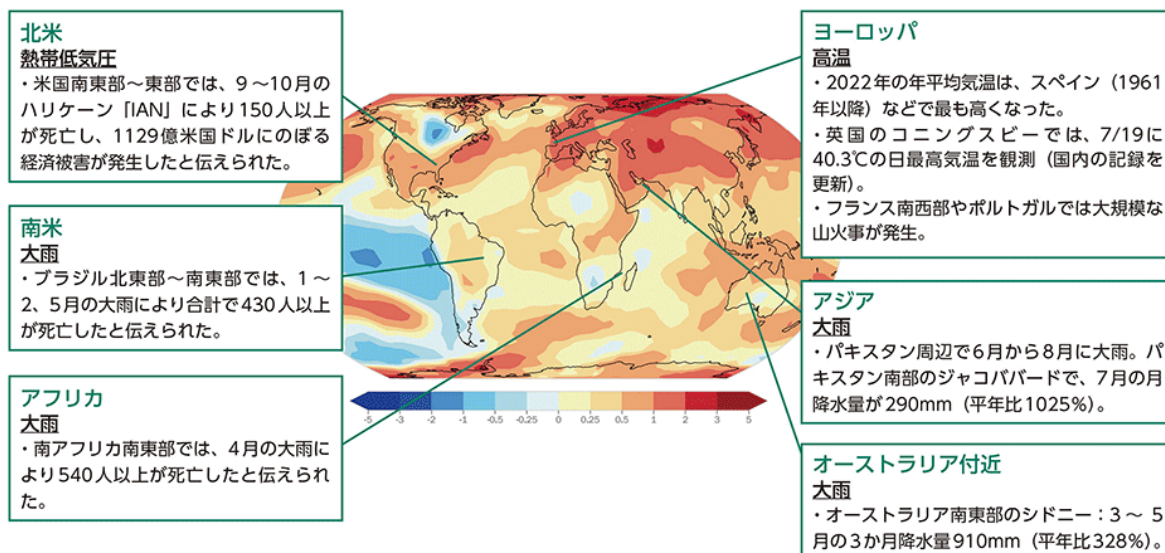 北米
熱帯低気圧
・米国南東部～東部では、9～10月の
ハリケーン「IAN」により150人以上
が死亡し、1129億米国ドルにのぼる
経済被害が発生したと伝えられた。
南米
大雨
・ブラジル北東部～南東部では、1～
2、5月の大雨により合計で430人以上
が死亡したと伝えられた。
アフリカ
大雨
・南アフリカ南東部では、4月の大雨に
より540人以上が死亡したと伝えられ
た。
-5 -3 -2 -1 -0.5 -0.25 0 0.25 0.5 1 2 3 5
ヨーロッパ
高温
・2022年の年平均気温は、スペイン（1961
年以降）などで最も高くなった。
・英国のコニングスビーでは、7/19に
40.3℃の日最高気温を観測（国内の記録を
更新）。
・フランス南西部やポルトガルでは大規模な
山火事が発生。
アジア
大雨
・パキスタン周辺で6月から8月に大雨。パ
キスタン南部のジャコババードで、7月の月
降水量が290mm（平年比1025%）。
オーストラリア付近
大雨
・オーストラリア南東部のシドニー：3～ 5
月の3か月降水量910mm（平年比328%）。